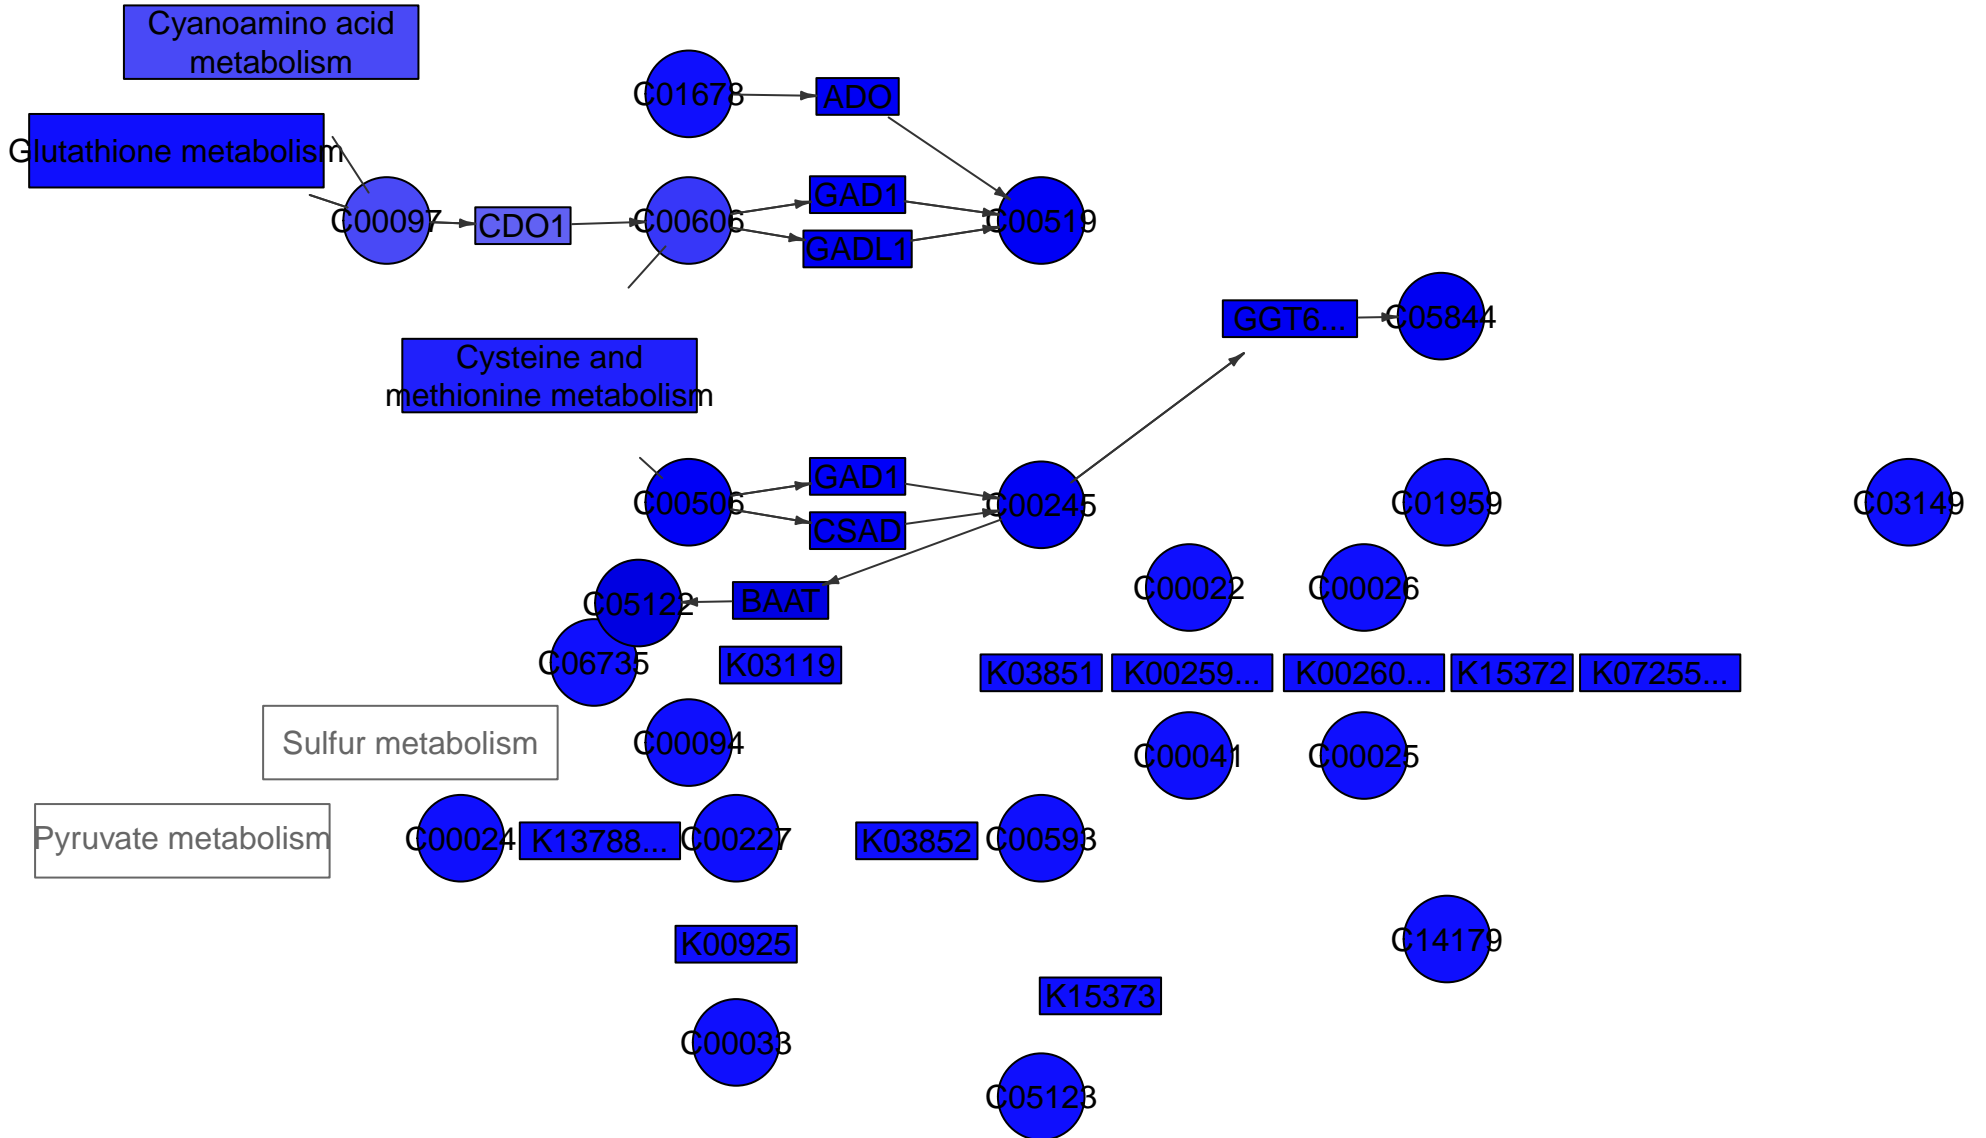 Cyanoamino acid
metabolism
C01678
ADO
Glutathione metabolism
C00097
CDO1
C00606
GAD1
GADL1
C00519
GGT6...
C05844
Cysteine and
methionine metabolism
C00506
GAD1
CSAD
C00245
C01959
C03149
C05122
BAAT
C00022
C00026
C06735
K03119
K03851
K00259...
K00260...
K15372
K07255...
Sulfur metabolism
C00094
C00041
C00025
Pyruvate metabolism
C00024
K13788...
C00227
K03852
C00593
K00925
C14179
K15373
C00033
C05123